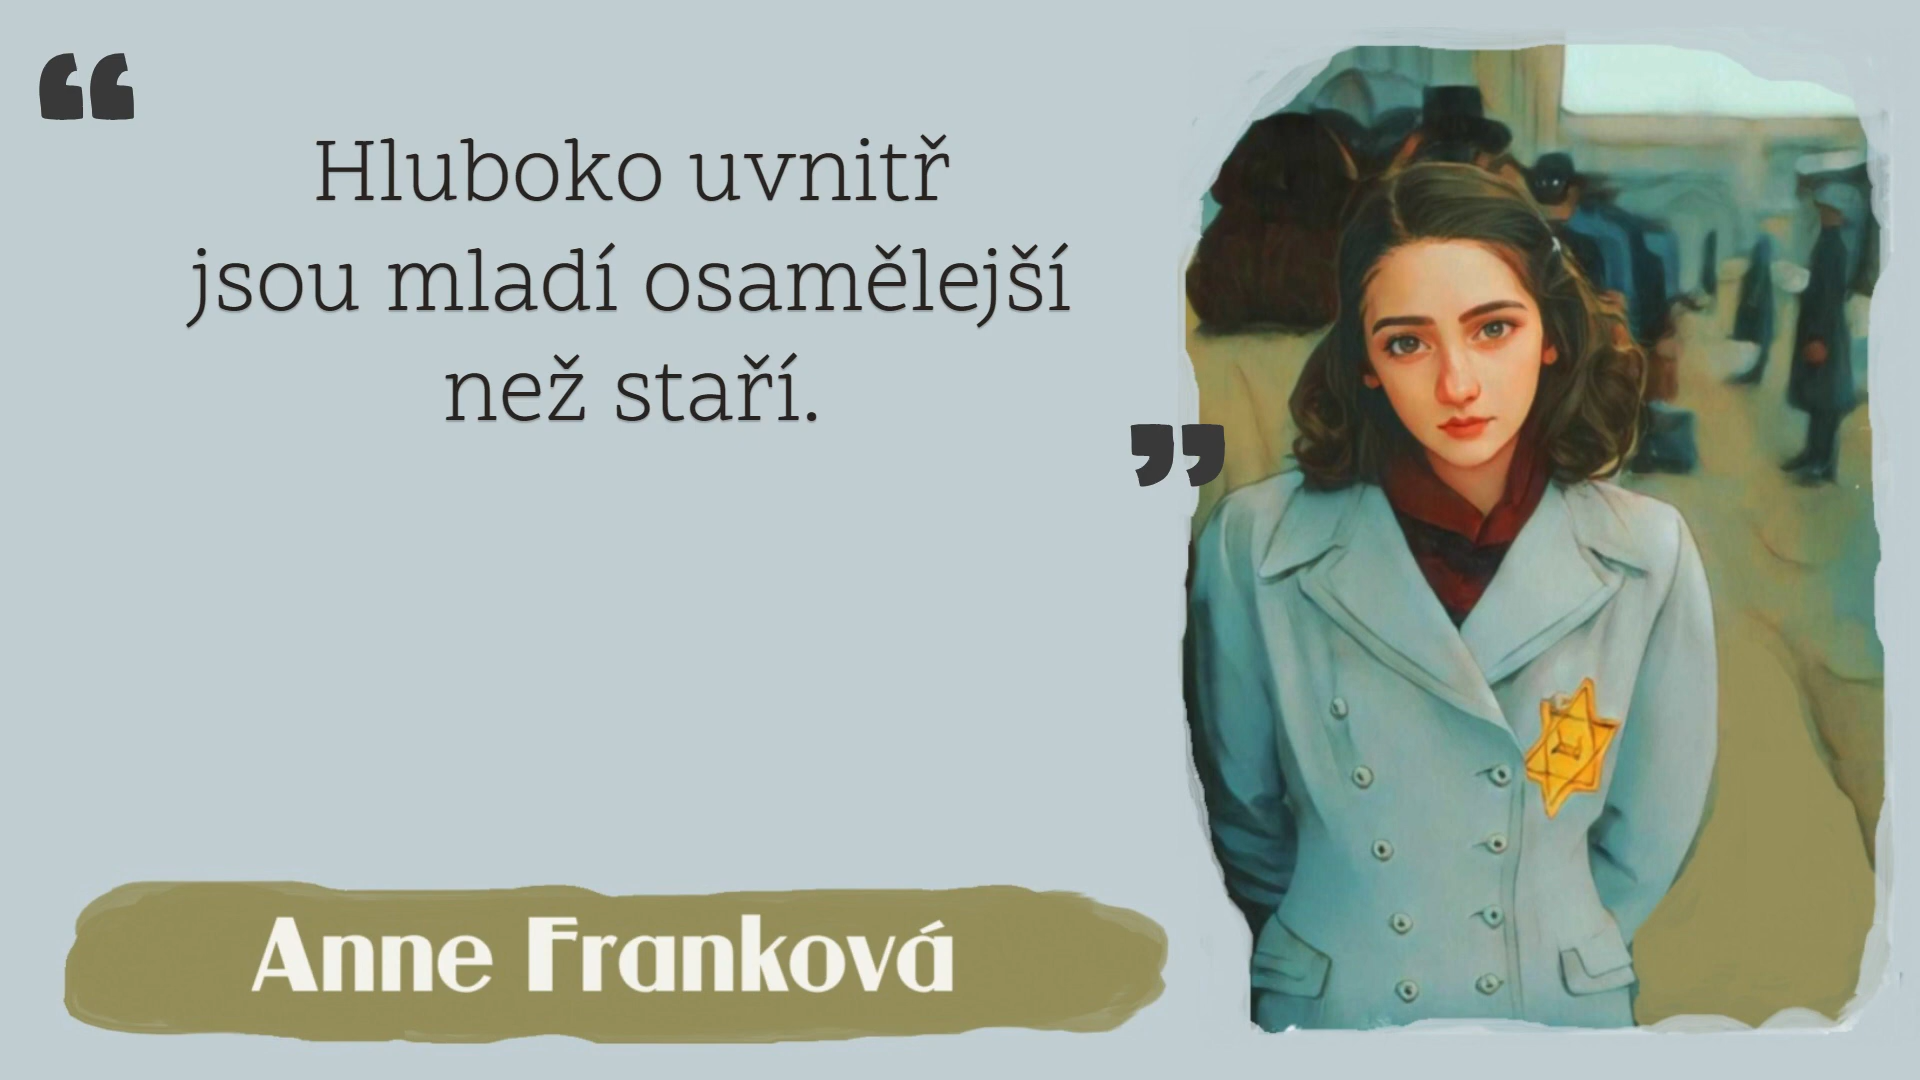 “
Hluboko uvnitř
jsou mladí osamělejší
než staří.
”
Anne Franková